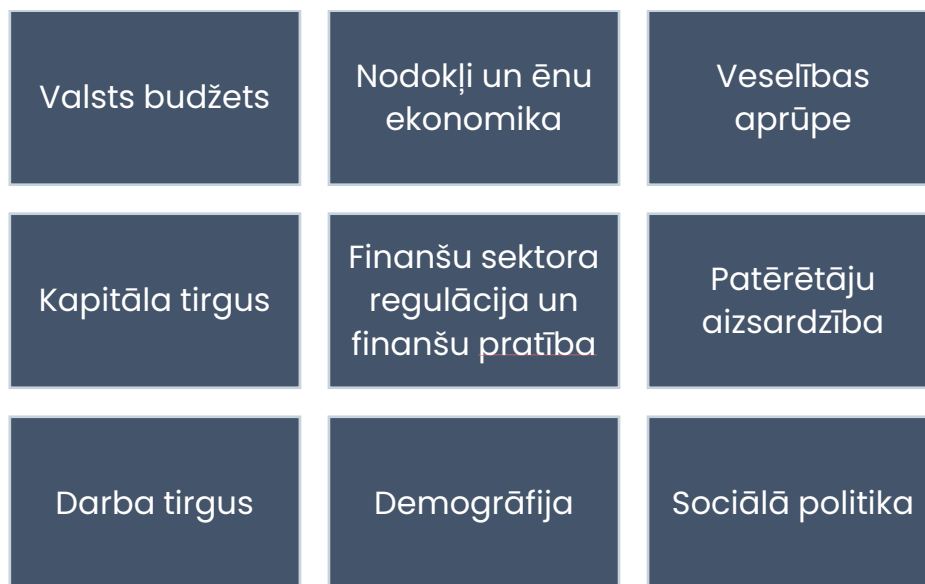 Valsts budžets
Nodokļi un ēnu
ekonomika
Veselības
aprūpe
Kapitāla tirgus
Finanšu sektora
regulācija un
finanšu pratība
Patērētāju
aizsardzība
Darba tirgus
Demogrāfija
Sociālā politika